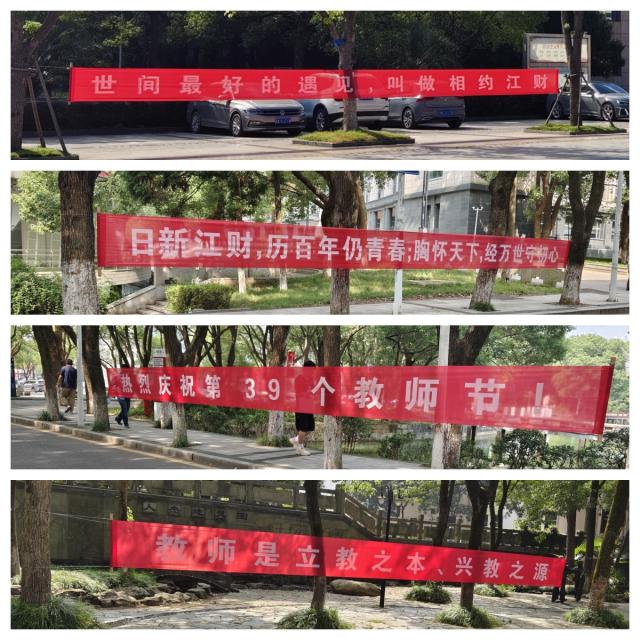 世间最好的遇见,叫做相约江财
日新江财,历百年仍青春;胸怀天下,经万世守初心
热烈庆祝第39个教师节!
教师是立教之本、兴教之源